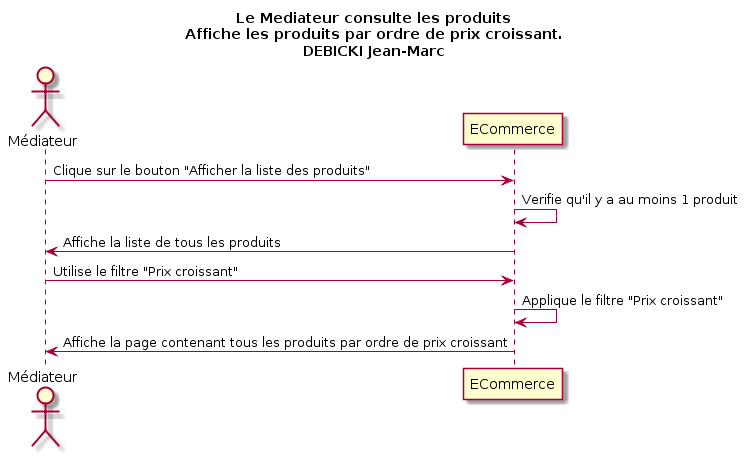 Le Mediateur consulte les produits
Affiche les produits par ordre de prix croissant.
DEBICKI Jean-Marc
Médiateur
ECommerce
Clique sur le bouton "Afficher la liste des produits"
Verifie qu'il y a au moins 1 produit
Affiche la liste de tous les produits
Utilise le filtre "Prix croissant"
Applique le filtre "Prix croissant"
Affiche la page contenant tous les produits par ordre de prix croissant
Médiateur
ECommerce